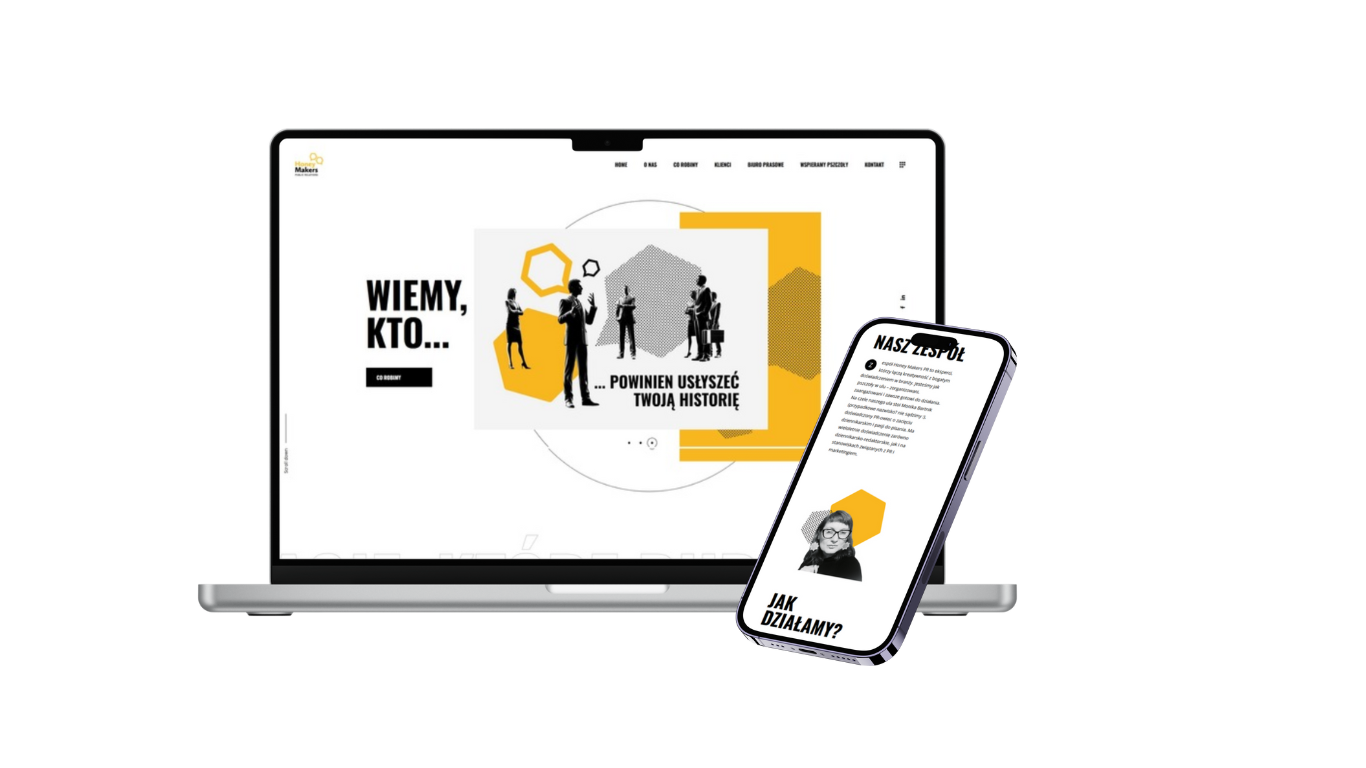 Honey
Makers
HOME O NAS CO ROBIMY KLIENCI BIURO PRASOWE WSPIERAMY PSZCZOŁY KONTAKT
WIEMY,
KTO...
CO ROBIMY
... POWINIEN USŁYSZEĆ
TWOJĄ HISTORIĘ
Scroll down
NASZ ZESPÓŁ
Z
espół Honey Makers PR to eksperci,
którzy łączą kreatywność z bogatym
doświadczeniem w branży. Jesteśmy jak
pszczoły w ulu – zorganizowani,
zaangażowani i zawsze gotowi do działania.
Na czele naszego ula stoi Monika Bartnik
(przypadkowe nazwisko? nie sądzimy !),
doświadczony PR-owiec o zacięciu
dziennikarskim i pasji do pisania. Ma
wieloletnie doświadczenie zarówno
dziennikarsko-redaktorskie, jak i na
stanowiskach związanych z PR i
marketingiem.
JAK
DZIAŁAMY?